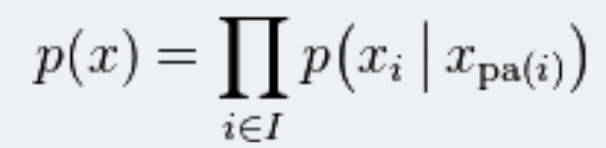 p(x) = ∏_{i∈I} p(x_i | x_{pa(i)})